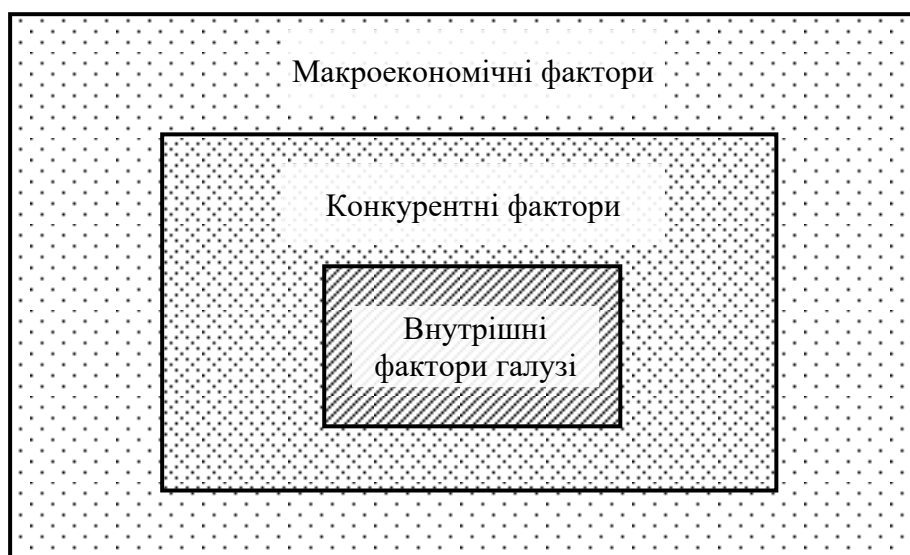 Макроекономічні фактори
Конкурентні фактори
Внутрішні
фактори галузі